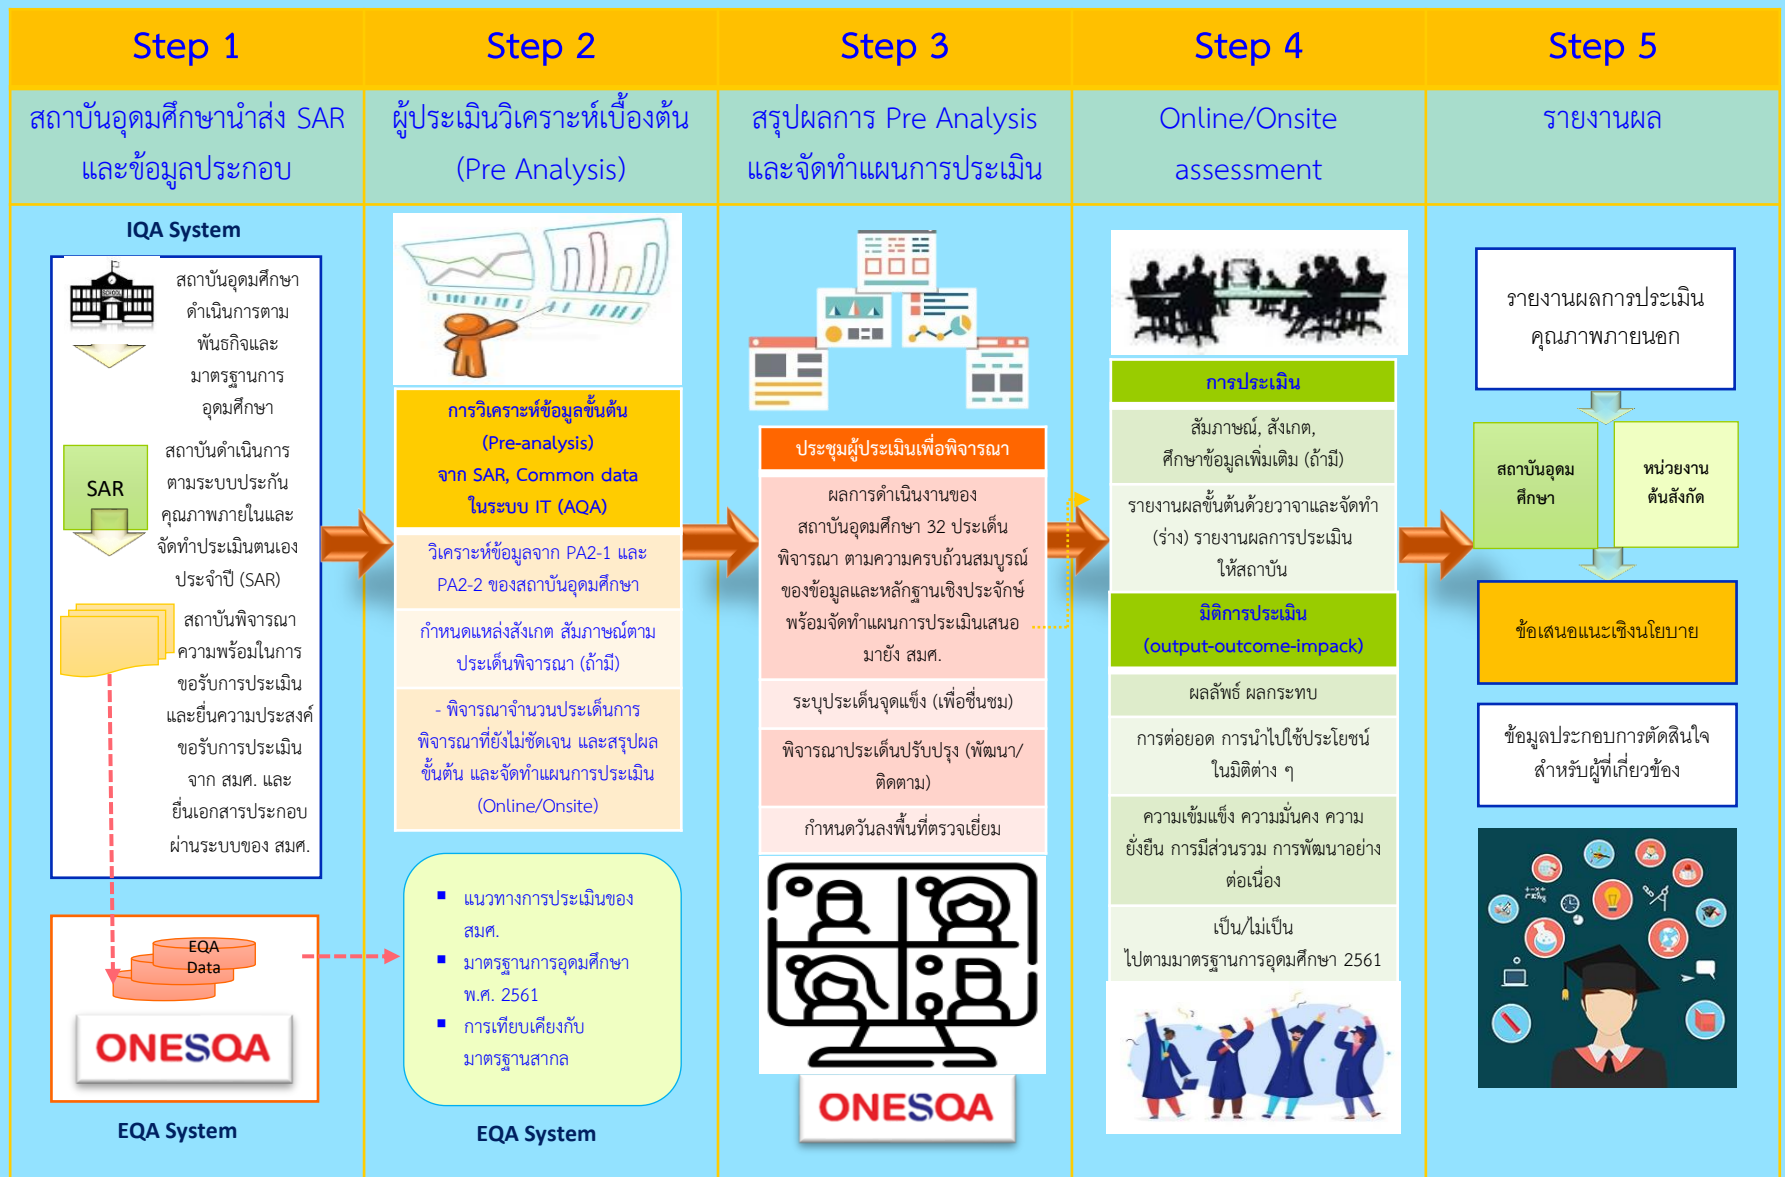 Step 1
Step 2
Step 3
Step 4
Step 5
สถาบันอุดมศึกษานำส่ง SAR
และข้อมูลประกอบ
ผู้ประเมินวิเคราะห์เบื้องต้น
(Pre Analysis)
สรุปผลการ Pre Analysis
และจัดทำแผนการประเมิน
Online/Onsite
assessment
รายงานผล
IQA System
SCHOOL
สถาบันอุดมศึกษา
ดำเนินการตาม
พันธกิจและ
มาตรฐานการ
อุดมศึกษา
SAR
สถาบันดำเนินการ
ตามระบบประกัน
คุณภาพภายในและ
จัดทำประเมินตนเอง
ประจำปี (SAR)
สถาบันพิจารณา
ความพร้อมในการ
ขอรับการประเมิน
และยื่นความประสงค์
ขอรับการประเมิน
จาก สมศ. และ
ยื่นเอกสารประกอบ
ผ่านระบบของ สมศ.
EQA
Data
ONESQA
EQA System
การวิเคราะห์ข้อมูลขั้นต้น
(Pre-analysis)
จาก SAR, Common data
ในระบบ IT (AQA)
วิเคราะห์ข้อมูลจาก PA2-1 และ
PA2-2 ของสถาบันอุดมศึกษา
กำหนดแหล่งสังเกต สัมภาษณ์ตาม
ประเด็นพิจารณา (ถ้ามี)
- พิจารณาจำนวนประเด็นการ
พิจารณาที่ยังไม่ชัดเจน และสรุปผล
ขั้นต้น และจัดทำแผนการประเมิน
(Online/Onsite)
▪ แนวทางการประเมินของ
สมศ.
▪ มาตรฐานการอุดมศึกษา
พ.ศ. 2561
▪ การเทียบเคียงกับ
มาตรฐานสากล
EQA System
ประชุมผู้ประเมินเพื่อพิจารณา
ผลการดำเนินงานของ
สถาบันอุดมศึกษา 32 ประเด็น
พิจารณา ตามความครบถ้วนสมบูรณ์
ของข้อมูลและหลักฐานเชิงประจักษ์
พร้อมจัดทำแผนการประเมินเสนอ
มายัง สมศ.
ระบุประเด็นจุดแข็ง (เพื่อชื่นชม)
พิจารณาประเด็นปรับปรุง (พัฒนา/
ติดตาม)
กำหนดวันลงพื้นที่ตรวจเยี่ยม
ONESQA
การประเมิน
สัมภาษณ์, สังเกต,
ศึกษาข้อมูลเพิ่มเติม (ถ้ามี)
รายงานผลขั้นต้นด้วยวาจาและจัดทำ
(ร่าง) รายงานผลการประเมิน
ให้สถาบัน
มิติการประเมิน
(output-outcome-impack)
ผลลัพธ์ ผลกระทบ
การต่อยอด การนำไปใช้ประโยชน์
ในมิติต่าง ๆ
ความเข้มแข็ง ความมั่นคง ความ
ยั่งยืน การมีส่วนรวม การพัฒนาอย่าง
ต่อเนื่อง
เป็น/ไม่เป็น
ไปตามมาตรฐานการอุดมศึกษา 2561
รายงานผลการประเมิน
คุณภาพภายนอก
สถาบันอุดม
ศึกษา
หน่วยงาน
ต้นสังกัด
ข้อเสนอแนะเชิงนโยบาย
ข้อมูลประกอบการตัดสินใจ
สำหรับผู้ที่เกี่ยวข้อง